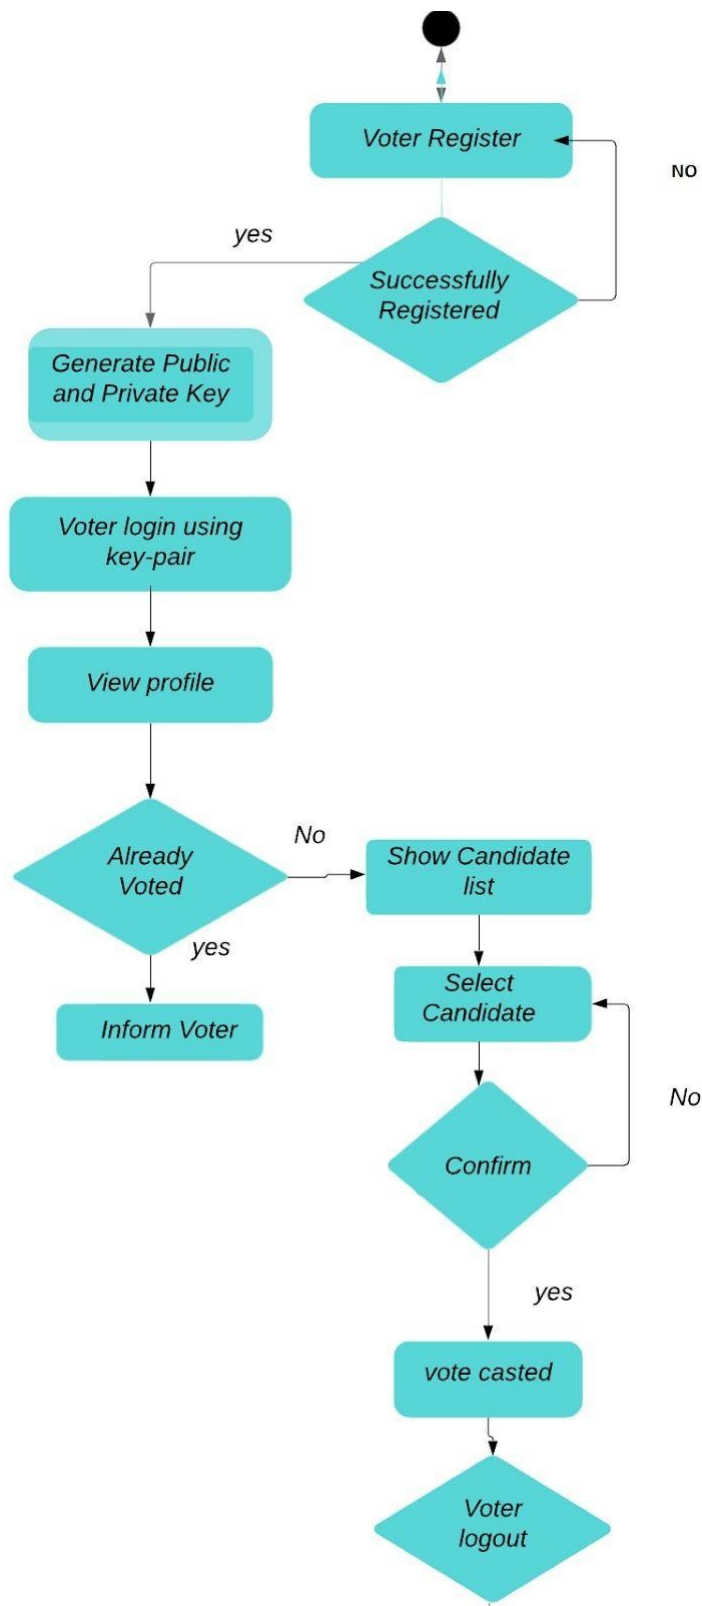 Voter Register
NO
yes
Successfully
Registered
Generate Public
and Private Key
Voter login using
key-pair
View profile
No
Already
Voted
Show Candidate
list
yes
Inform Voter
Select
Candidate
No
Confirm
yes
vote casted
Voter
logout